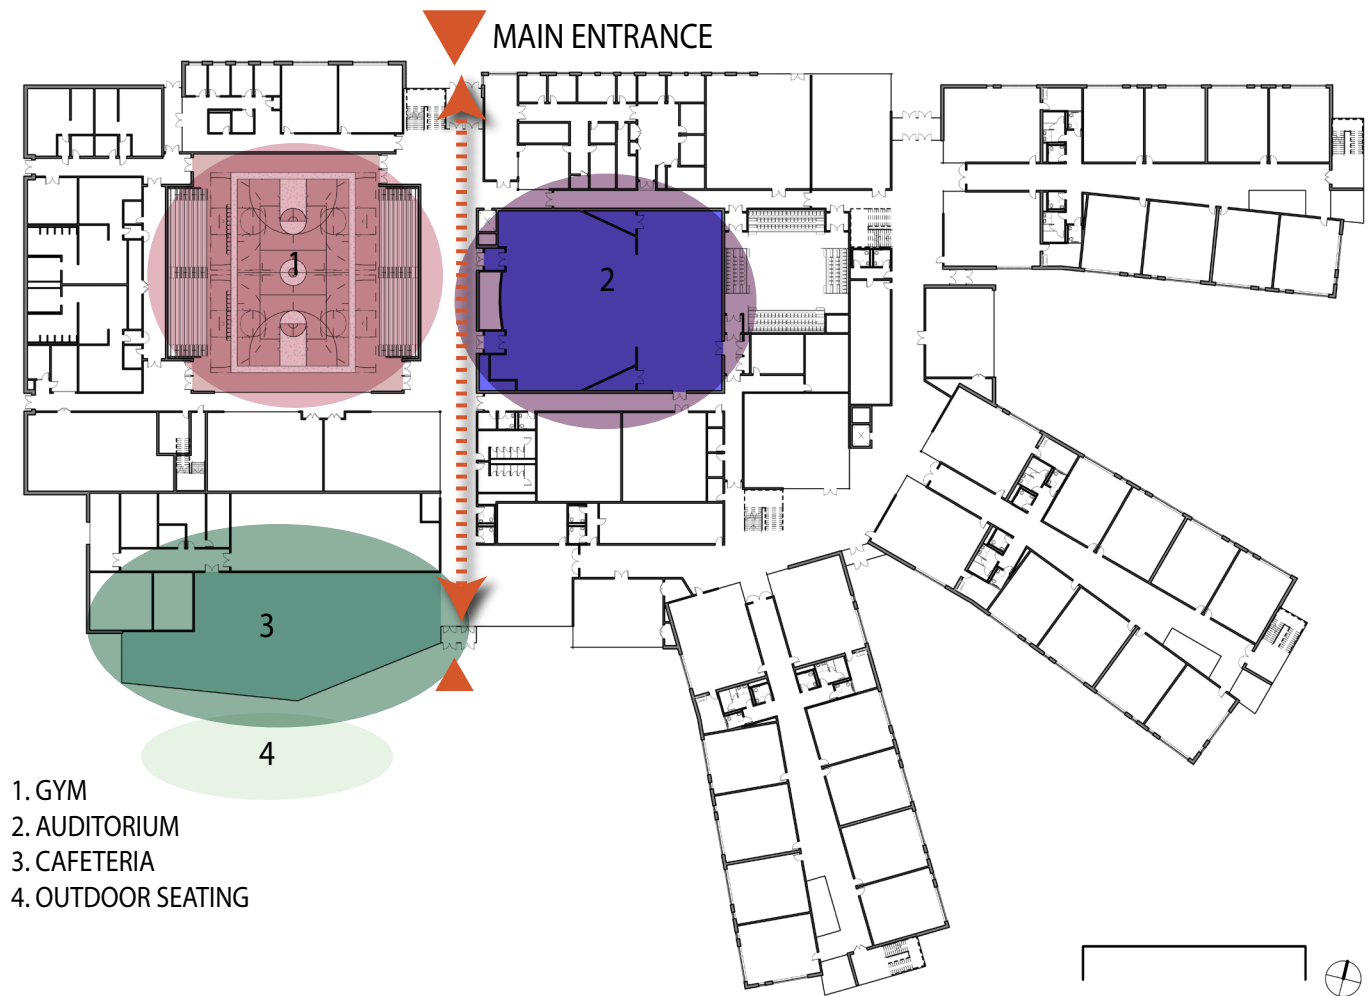 MAIN ENTRANCE
1
2
3
4
1. GYM
2. AUDITORIUM
3. CAFETERIA
4. OUTDOOR SEATING